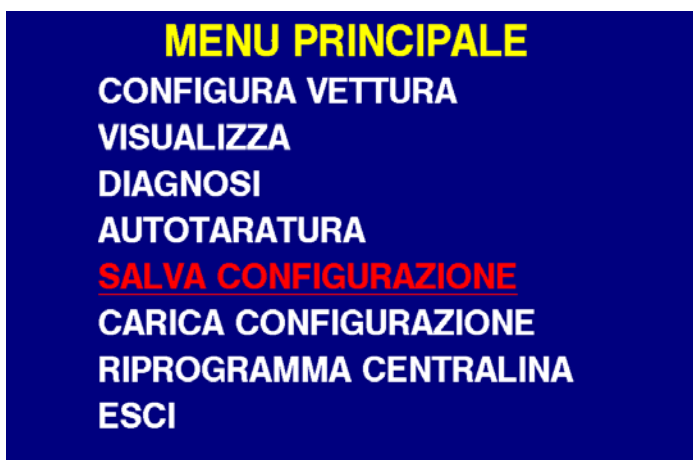 MENU PRINCIPALE
CONFIGURA VETTURA
VISUALIZZA
DIAGNOSI
AUTOTARATURA
SALVA CONFIGURAZIONE
CARICA CONFIGURAZIONE
RIPROGRAMMA CENTRALINA
ESCI